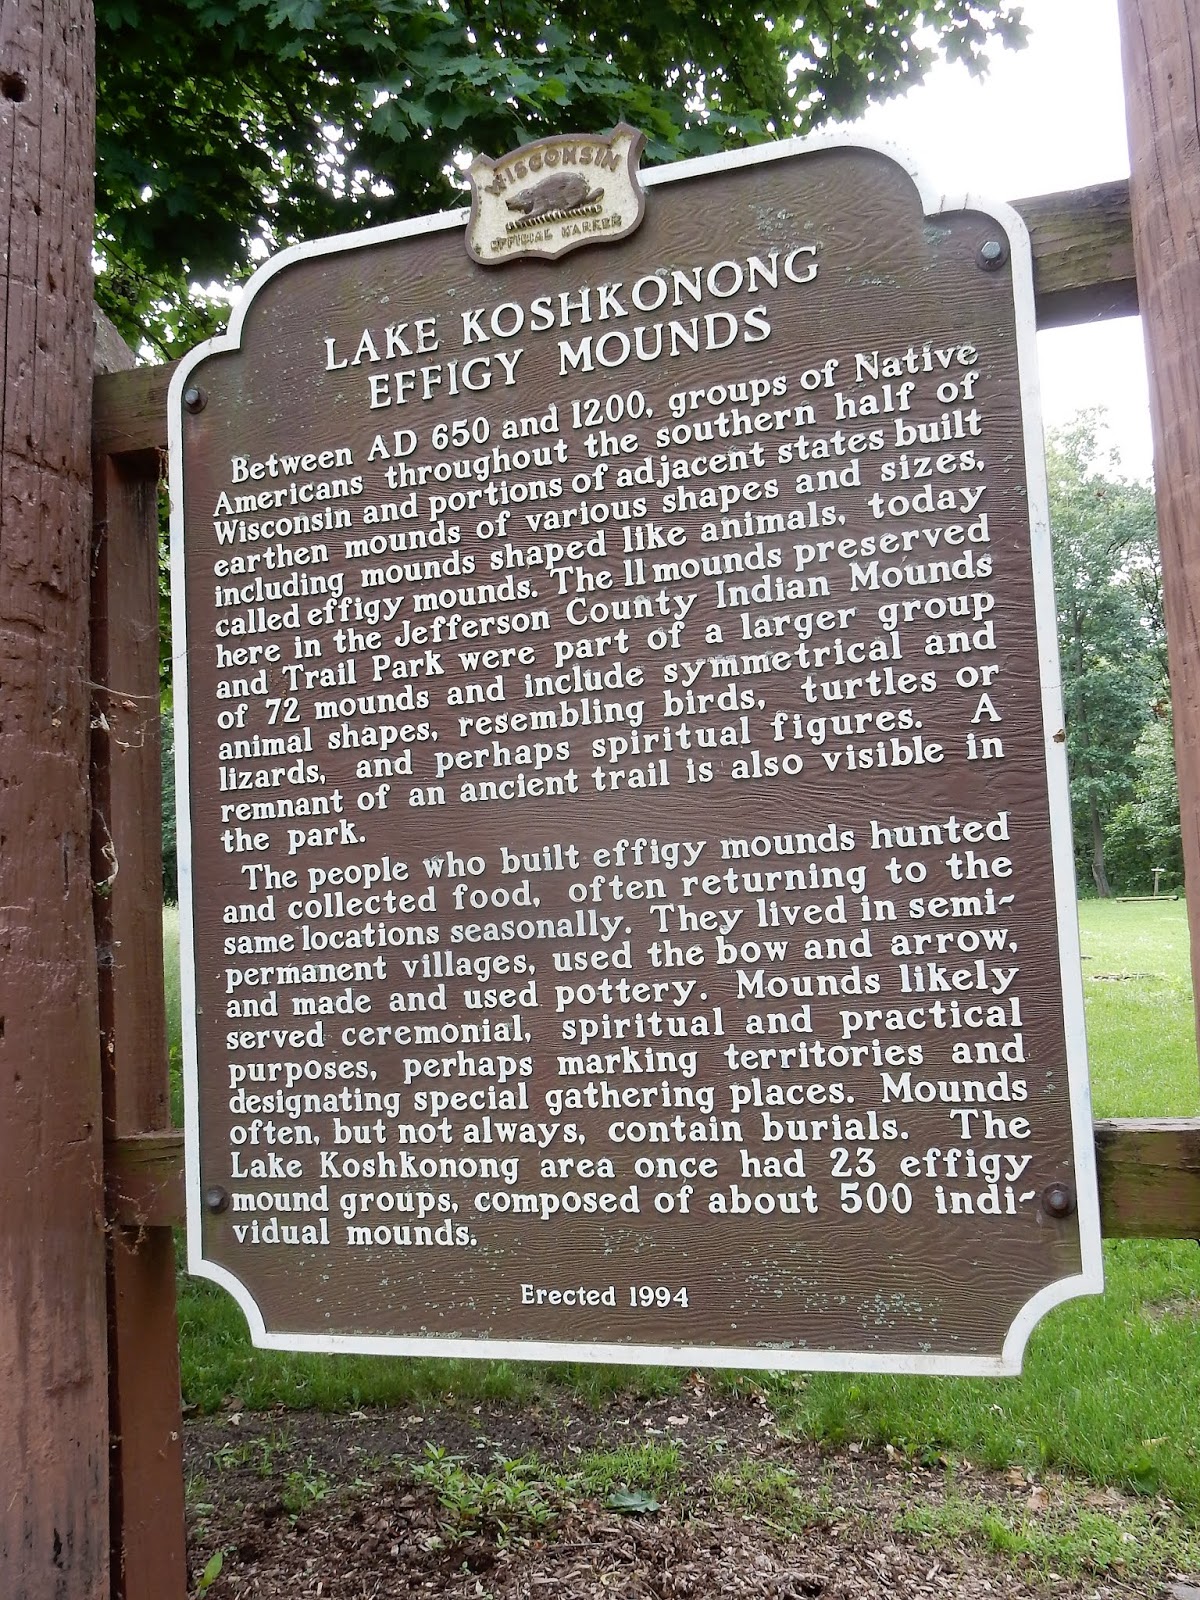 WISCONSIN
OFFICIAL MARKER
LAKE KOSHKONONG
EFFIGY MOUNDS
Between AD 650 and 1200, groups of Native
Americans throughout the southern half of
Wisconsin and portions of adjacent states built
earthen mounds of various shapes and sizes,
including mounds shaped like animals, today
called effigy mounds. The 11 mounds preserved
here in the Jefferson County Indian Mounds
and Trail Park were part of a larger group
of 72 mounds and include symmetrical and
animal shapes, resembling birds, turtles or
lizards, and perhaps spiritual figures. A
remnant of an ancient trail is also visible in
the park.
The people who built effigy mounds hunted
and collected food, often returning to the
same locations seasonally. They lived in semi-
permanent villages, used the bow and arrow,
and made and used pottery. Mounds likely
served ceremonial, spiritual and practical
purposes, perhaps marking territories and
designating special gathering places. Mounds
often, but not always, contain burials. The
Lake Koshkonong area once had 23 effigy
mound groups, composed of about 500 indi-
vidual mounds.
Erected 1994